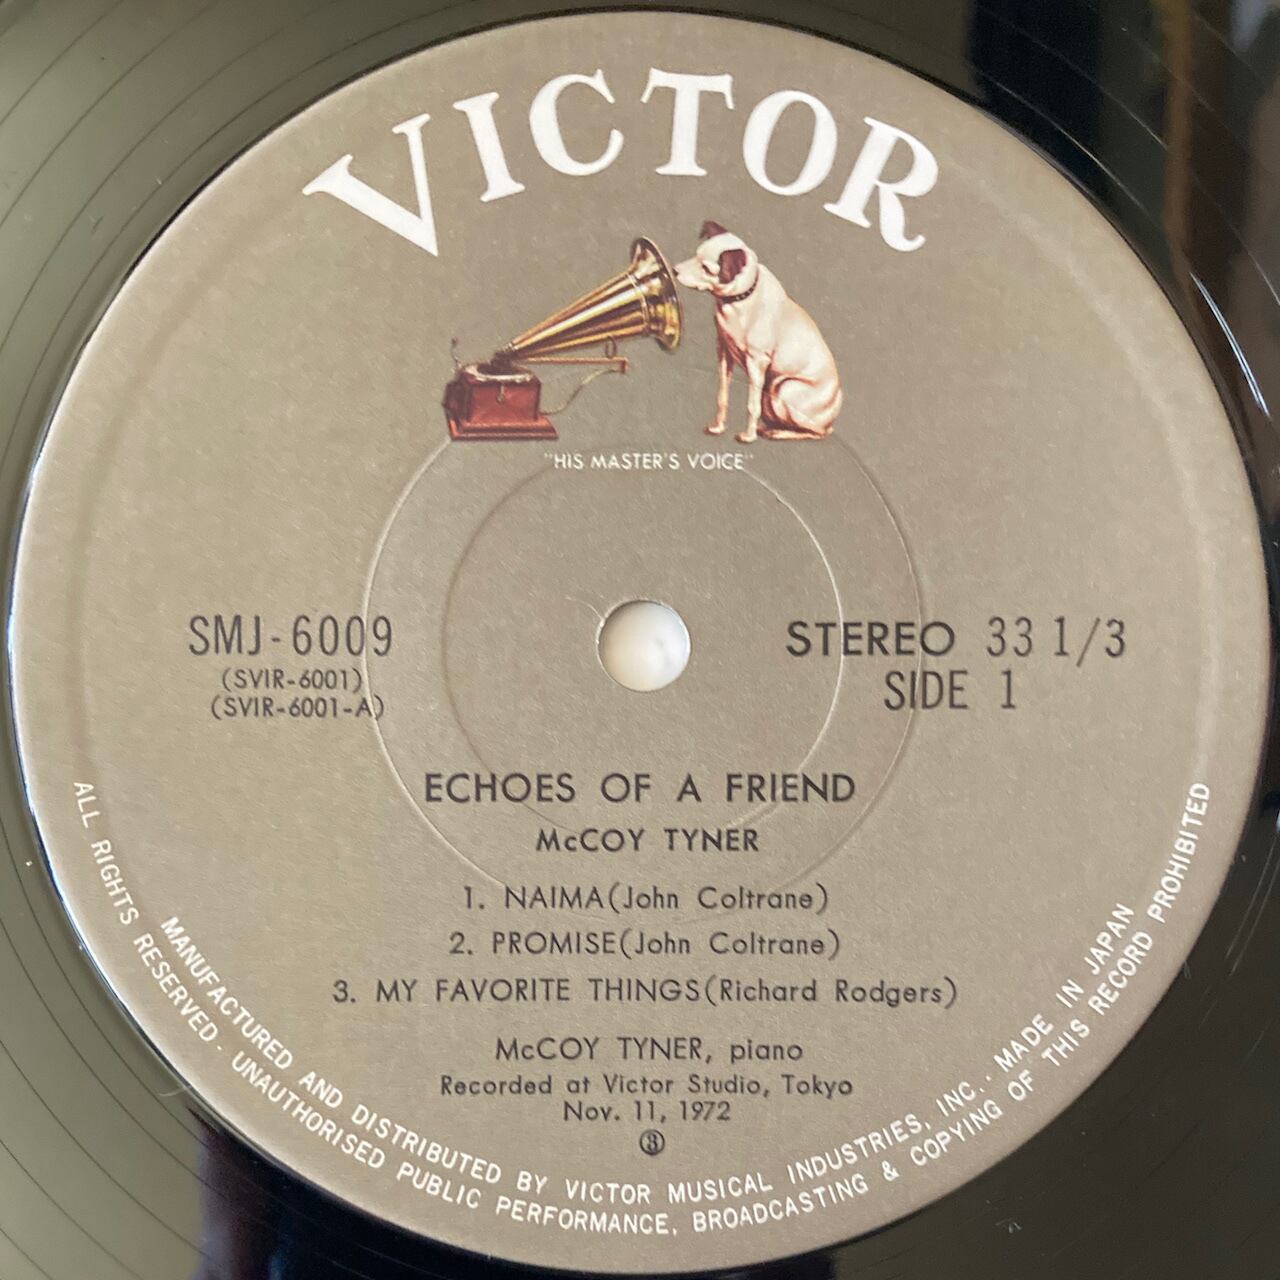 VICTOR
"HIS MASTER'S VOICE"
SMJ-6009
(SVIR-6001)
(SVIR-6001-A)
STEREO 33 1/3
SIDE 1
ECHOES OF A FRIEND
McCOY TYNER
1. NAIMA(John Coltrane)
2. PROMISE(John Coltrane)
3. MY FAVORITE THINGS(Richard Rodgers)
McCOY TYNER, piano
Recorded at Victor Studio, Tokyo
Nov. 11, 1972
③
MANUFACTURED AND DISTRIBUTED BY VICTOR MUSICAL INDUSTRIES, INC.· MADE IN JAPAN
ALL RIGHTS RESERVED· UNAUTHORISED PUBLIC PERFORMANCE, BROADCASTING & COPYING OF THIS RECORD PROHIBITED